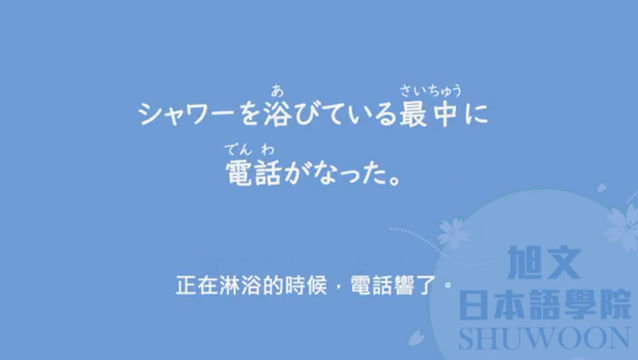 あ さいちゅう
シャワーを浴びている最中に
でん わ
電話がなった。
正在淋浴的時候，電話響了。
旭文
日本語學院
SHUWOON